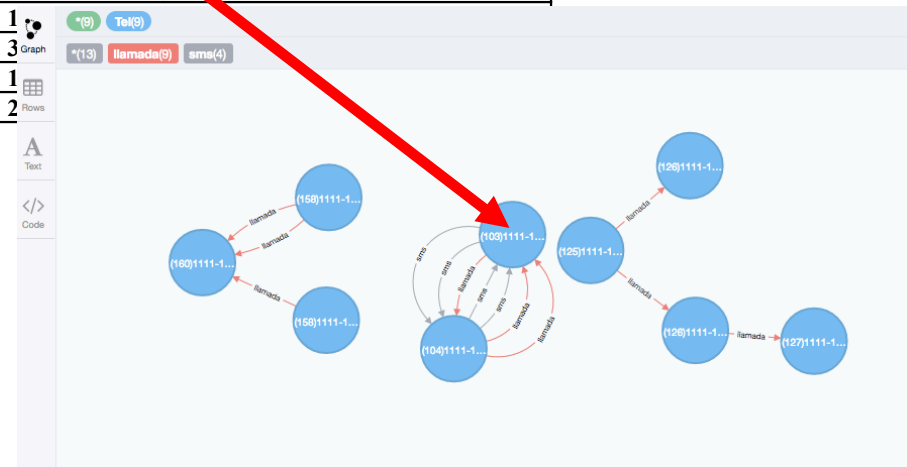 1
*(9) Tel(9)
3 Graph
*(13) llamada(9) sms(4)
1
2 Rows
A
Text
</>
Code
(126)1111-1...
(158)1111-1...
llamada
llamada
llamada
(103)1111-1...
(125)1111-1...
(160)1111-1...
sms
sms
llamada
sms
sms
llamada
llamada
llamada
llamada
(158)1111-1...
(126)1111-1...
llamada
(127)1111-1...
(104)1111-1...